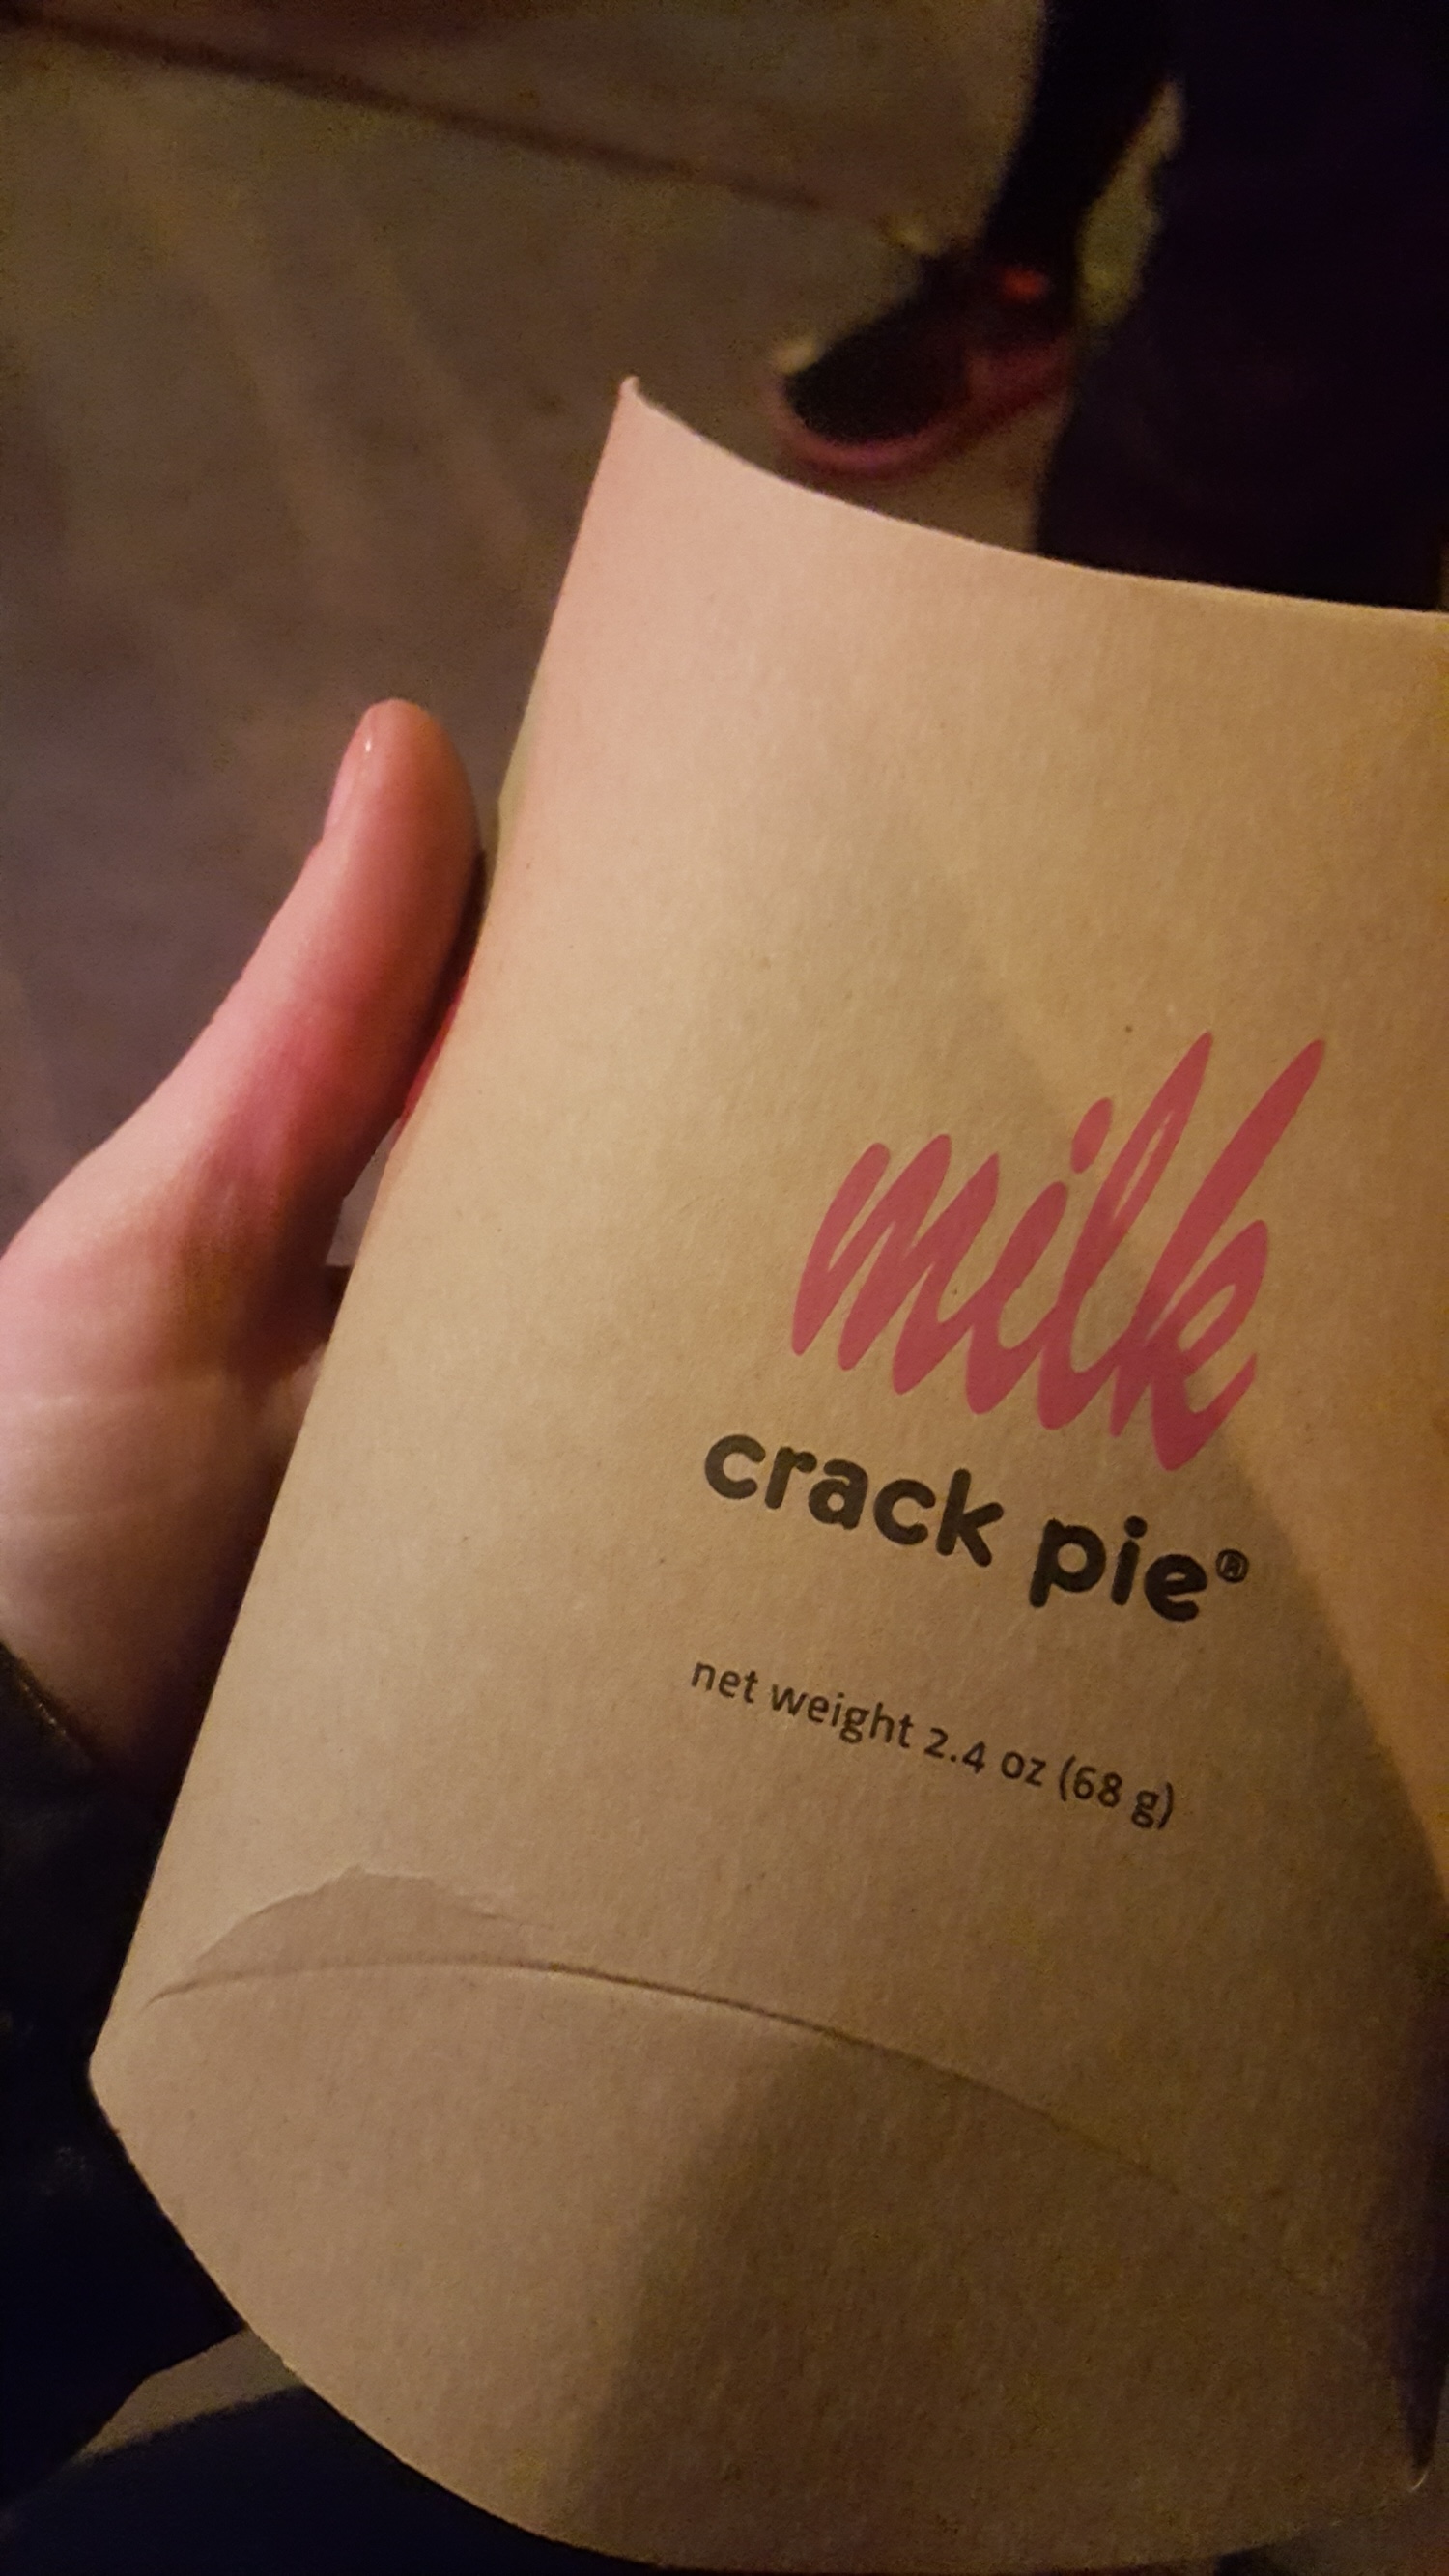 milk
crack pie®
net weight 2.4 oz (68 g)